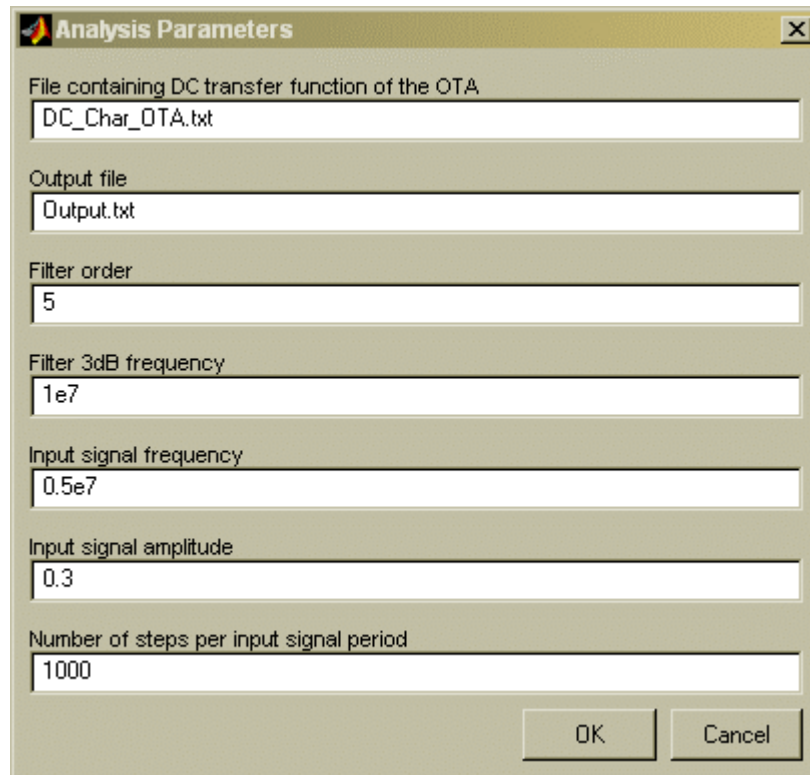 Analysis Parameters
File containing DC transfer function of the OTA
DC_Char_OTA.txt
Output file
Output.txt
Filter order
5
Filter 3dB frequency
1e7
Input signal frequency
0.5e7
Input signal amplitude
0.3
Number of steps per input signal period
1000
OK Cancel